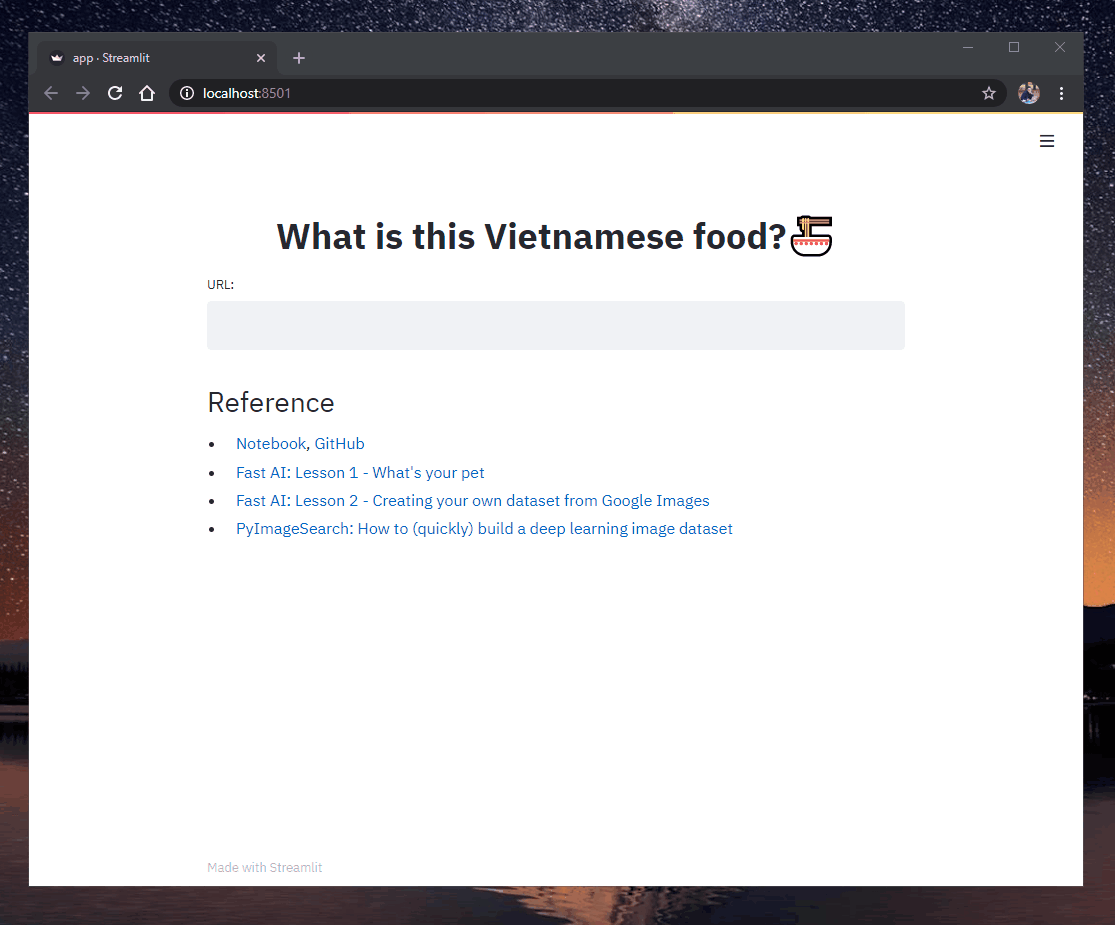 app · Streamlit
localhost:8501
What is this Vietnamese food?🍜
URL:
Reference
• Notebook, GitHub
• Fast AI: Lesson 1 - What's your pet
• Fast AI: Lesson 2 - Creating your own dataset from Google Images
• PyImageSearch: How to (quickly) build a deep learning image dataset
Made with Streamlit